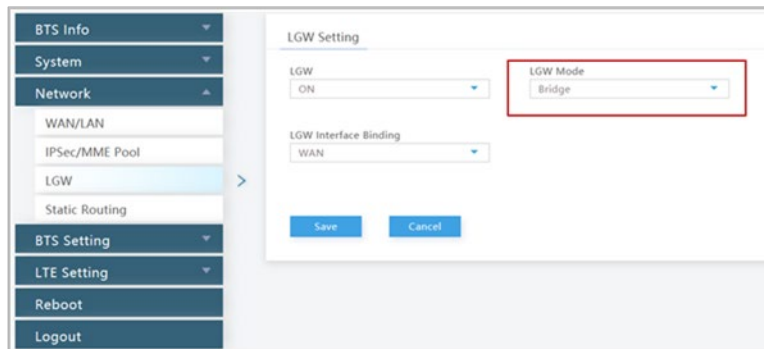 BTS Info
System
Network
WAN/LAN
IPSec/MME Pool
LGW
Static Routing
BTS Setting
LTE Setting
Reboot
Logout
LGW Setting
LGW
LGW Mode
ON
Bridge
LGW Interface Binding
WAN
Save
Cancel